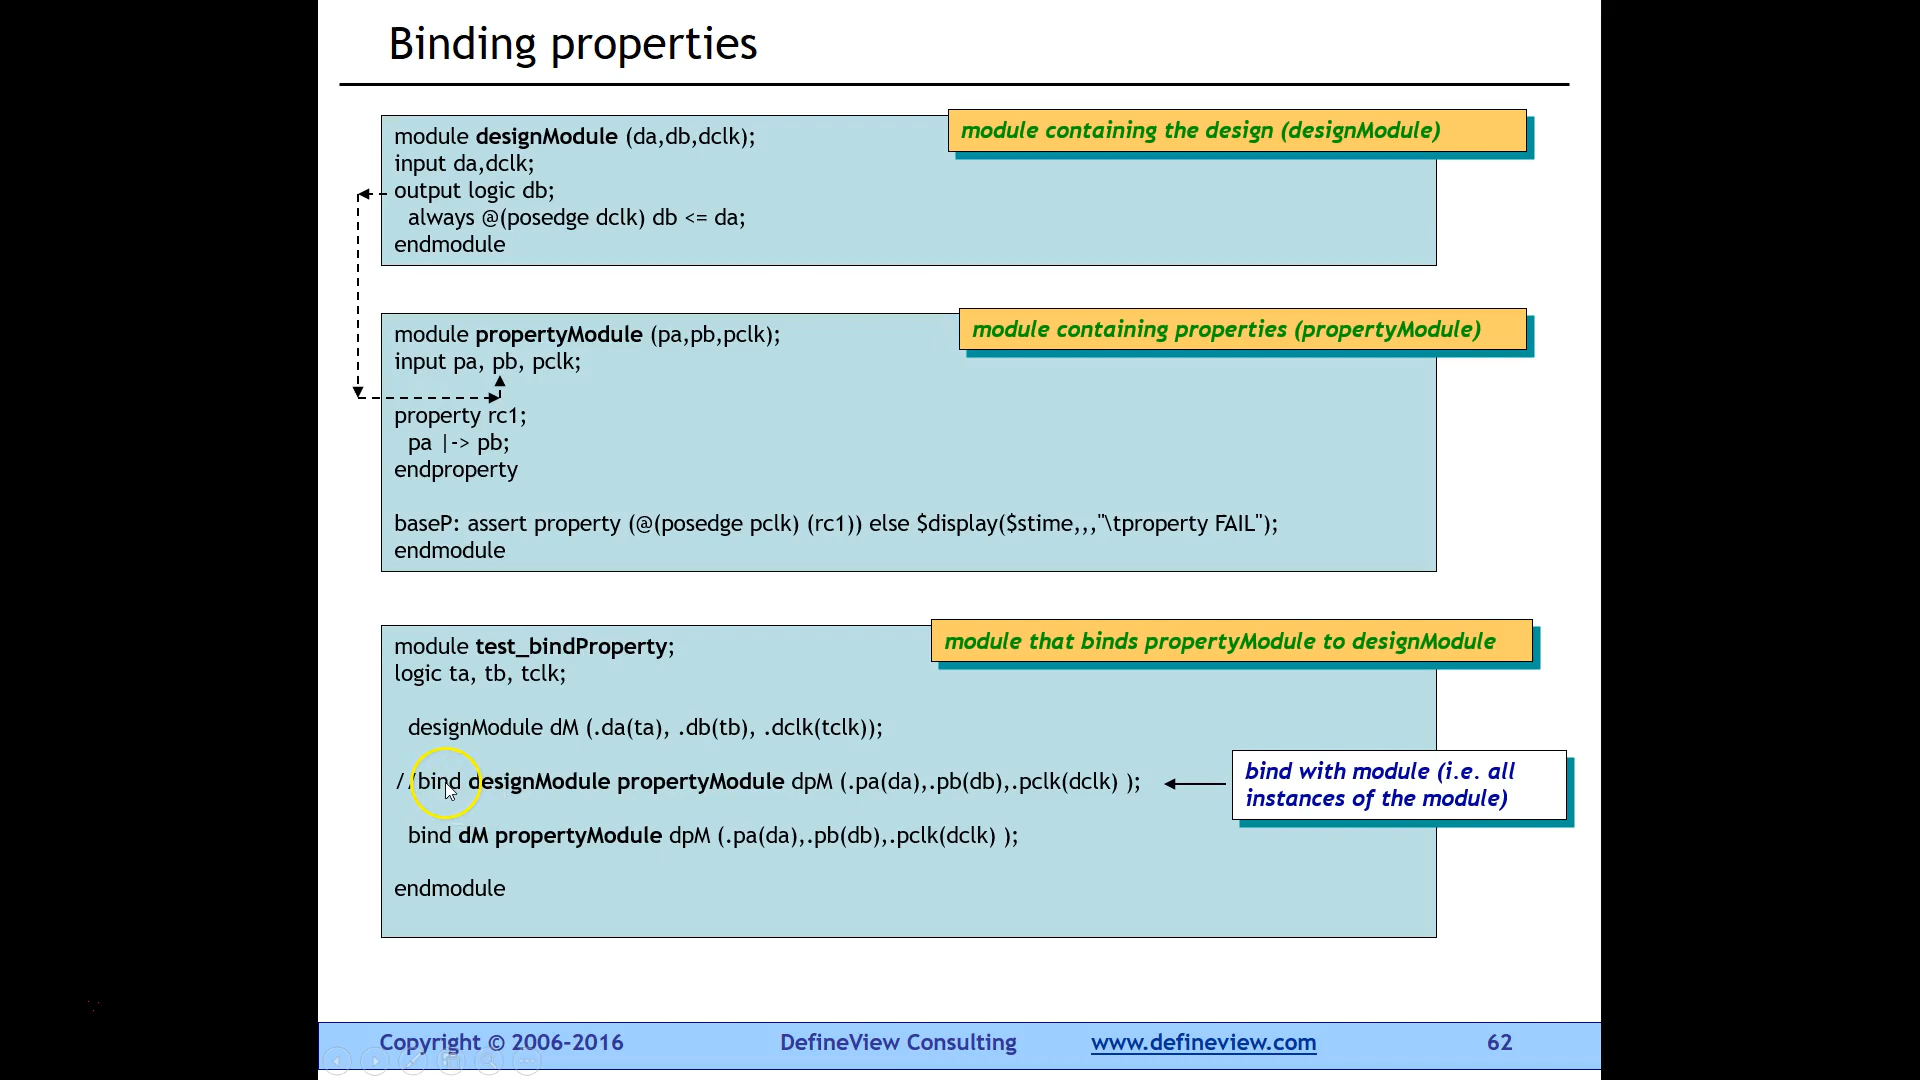 Binding properties
module containing the design (designModule)
module designModule (da,db,dclk);
input da,dclk;
output logic db;
always @(posedge dclk) db <= da;
endmodule
module containing properties (propertyModule)
module propertyModule (pa,pb,pclk);
input pa, pb, pclk;
property rc1;
pa |-> pb;
endproperty
baseP: assert property (@(posedge pclk) (rc1)) else $display($stime,,,"\tproperty FAIL");
endmodule
module that binds propertyModule to designModule
module test_bindProperty;
logic ta, tb, tclk;
designModule dM (.da(ta), .db(tb), .dclk(tclk));
//bind designModule propertyModule dpM (.pa(da),.pb(db),.pclk(dclk) );
bind with module (i.e. all
instances of the module)
bind dM propertyModule dpM (.pa(da),.pb(db),.pclk(dclk) );
endmodule
Copyright © 2006-2016 DefineView Consulting www.defineview.com 62